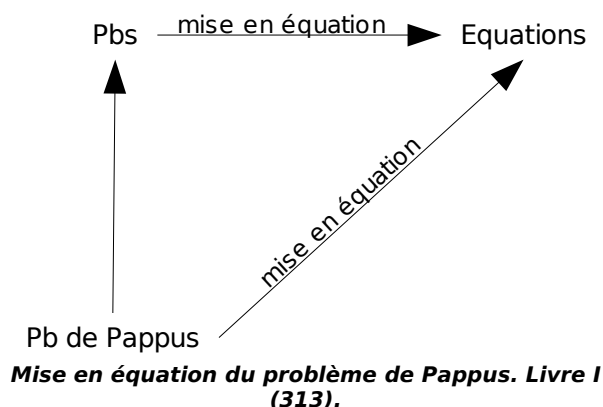 Pbs
mise en équation
Equations
mise en équation
Pb de Pappus
Mise en équation du problème de Pappus. Livre I
(313).